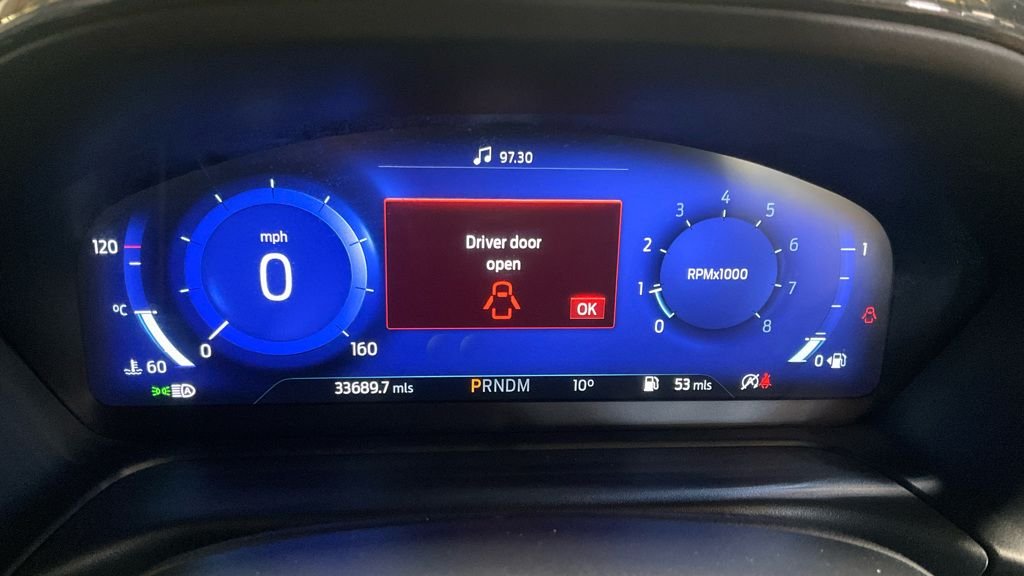 97.30
120
°C
60
mph
0
0
160
Driver door
open
OK
0
1
2
3
4
5
6
7
8
RPMx1000
1
0
A
33689.7 mls
PRNDM
10°
53 mls